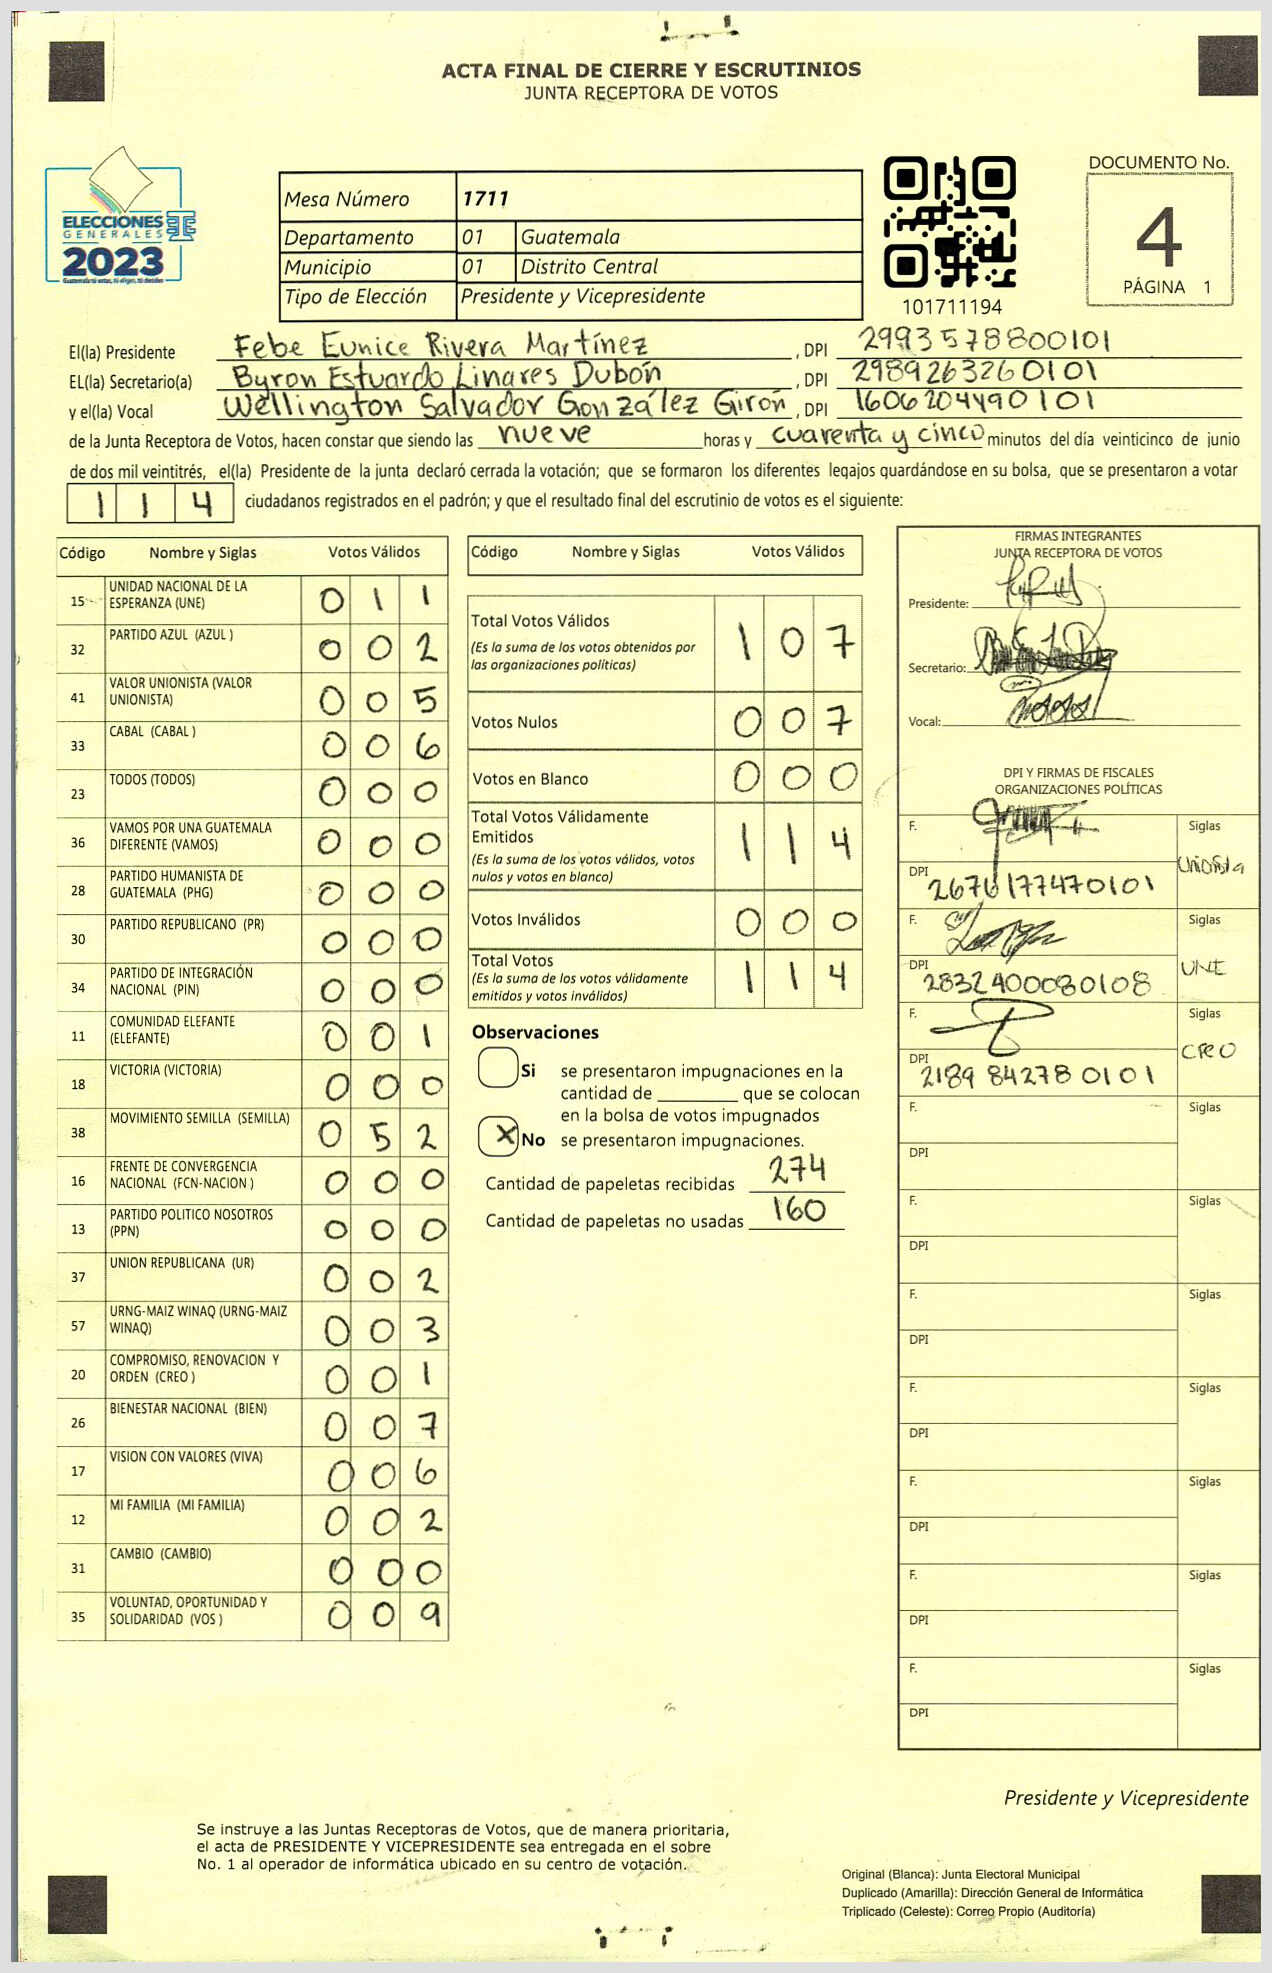 ACTA FINAL DE CIERRE Y ESCRUTINIOS
JUNTA RECEPTORA DE VOTOS
ELECCIONES
GENERALES
2023
Mesa Número 1711
Departamento 01 Guatemala
Municipio 01 Distrito Central
Tipo de Elección Presidente y Vicepresidente
101711194
DOCUMENTO No.
4
PÁGINA 1
El(la) Presidente Febe Eunice Rivera Martínez , DPI 2993578800101
EL(la) Secretario(a) Byron Estuardo Linares Dubón , DPI 2989263260101
y el(la) Vocal Wellington Salvador González Girón , DPI 1606204490101
de la Junta Receptora de Votos, hacen constar que siendo las nueve horas y cuarenta y cinco minutos del día veinticinco de junio
de dos mil veintitrés, el(la) Presidente de la junta declaró cerrada la votación; que se formaron los diferentes legajos guardándose en su bolsa, que se presentaron a votar
114 ciudadanos registrados en el padrón; y que el resultado final del escrutinio de votos es el siguiente:
Código Nombre y Siglas Votos Válidos
15 UNIDAD NACIONAL DE LA ESPERANZA (UNE) 0 1 1
32 PARTIDO AZUL (AZUL ) 0 0 2
41 VALOR UNIONISTA (VALOR UNIONISTA) 0 0 5
33 CABAL (CABAL ) 0 0 6
23 TODOS (TODOS) 0 0 0
36 VAMOS POR UNA GUATEMALA DIFERENTE (VAMOS) 0 0 0
28 PARTIDO HUMANISTA DE GUATEMALA (PHG) 0 0 0
30 PARTIDO REPUBLICANO (PR) 0 0 0
34 PARTIDO DE INTEGRACIÓN NACIONAL (PIN) 0 0 0
11 COMUNIDAD ELEFANTE (ELEFANTE) 0 0 1
18 VICTORIA (VICTORIA) 0 0 0
38 MOVIMIENTO SEMILLA (SEMILLA) 0 5 2
16 FRENTE DE CONVERGENCIA NACIONAL (FCN-NACION ) 0 0 0
13 PARTIDO POLITICO NOSOTROS (PPN) 0 0 0
37 UNION REPUBLICANA (UR) 0 0 2
57 URNG-MAIZ WINAQ (URNG-MAIZ WINAQ) 0 0 3
20 COMPROMISO, RENOVACION Y ORDEN (CREO ) 0 0 1
26 BIENESTAR NACIONAL (BIEN) 0 0 7
17 VISION CON VALORES (VIVA) 0 0 6
12 MI FAMILIA (MI FAMILIA) 0 0 2
31 CAMBIO (CAMBIO) 0 0 0
35 VOLUNTAD, OPORTUNIDAD Y SOLIDARIDAD (VOS ) 0 0 9
Código Nombre y Siglas Votos Válidos
Total Votos Válidos 1 0 7
(Es la suma de los votos obtenidos por
las organizaciones políticas)
Votos Nulos 0 0 7
Votos en Blanco 0 0 0
Total Votos Válidamente
Emitidos 1 1 4
(Es la suma de los votos válidos, votos
nulos y votos en blanco)
Votos Inválidos 0 0 0
Total Votos 1 1 4
(Es la suma de los votos válidamente
emitidos y votos inválidos)
Observaciones
Si se presentaron impugnaciones en la
cantidad de ________ que se colocan
en la bolsa de votos impugnados
X No se presentaron impugnaciones.
Cantidad de papeletas recibidas 274
Cantidad de papeletas no usadas 160
FIRMAS INTEGRANTES
JUNTA RECEPTORA DE VOTOS
Presidente:
Secretario:
Vocal:
DPI Y FIRMAS DE FISCALES
ORGANIZACIONES POLÍTICAS
F. Siglas
Unionista
DPI 2676177470101
F. Siglas
UNE
DPI 2832400080108
F. Siglas
CREO
DPI 2189842780101
F. Siglas
DPI
F. Siglas
DPI
F. Siglas
DPI
F. Siglas
DPI
F. Siglas
DPI
F. Siglas
DPI
F. Siglas
DPI
Presidente y Vicepresidente
Se instruye a las Juntas Receptoras de Votos, que de manera prioritaria,
el acta de PRESIDENTE Y VICEPRESIDENTE sea entregada en el sobre
No. 1 al operador de informática ubicado en su centro de votación.
Original (Blanca): Junta Electoral Municipal
Duplicado (Amarilla): Dirección General de Informática
Triplicado (Celeste): Correo Propio (Auditoría)